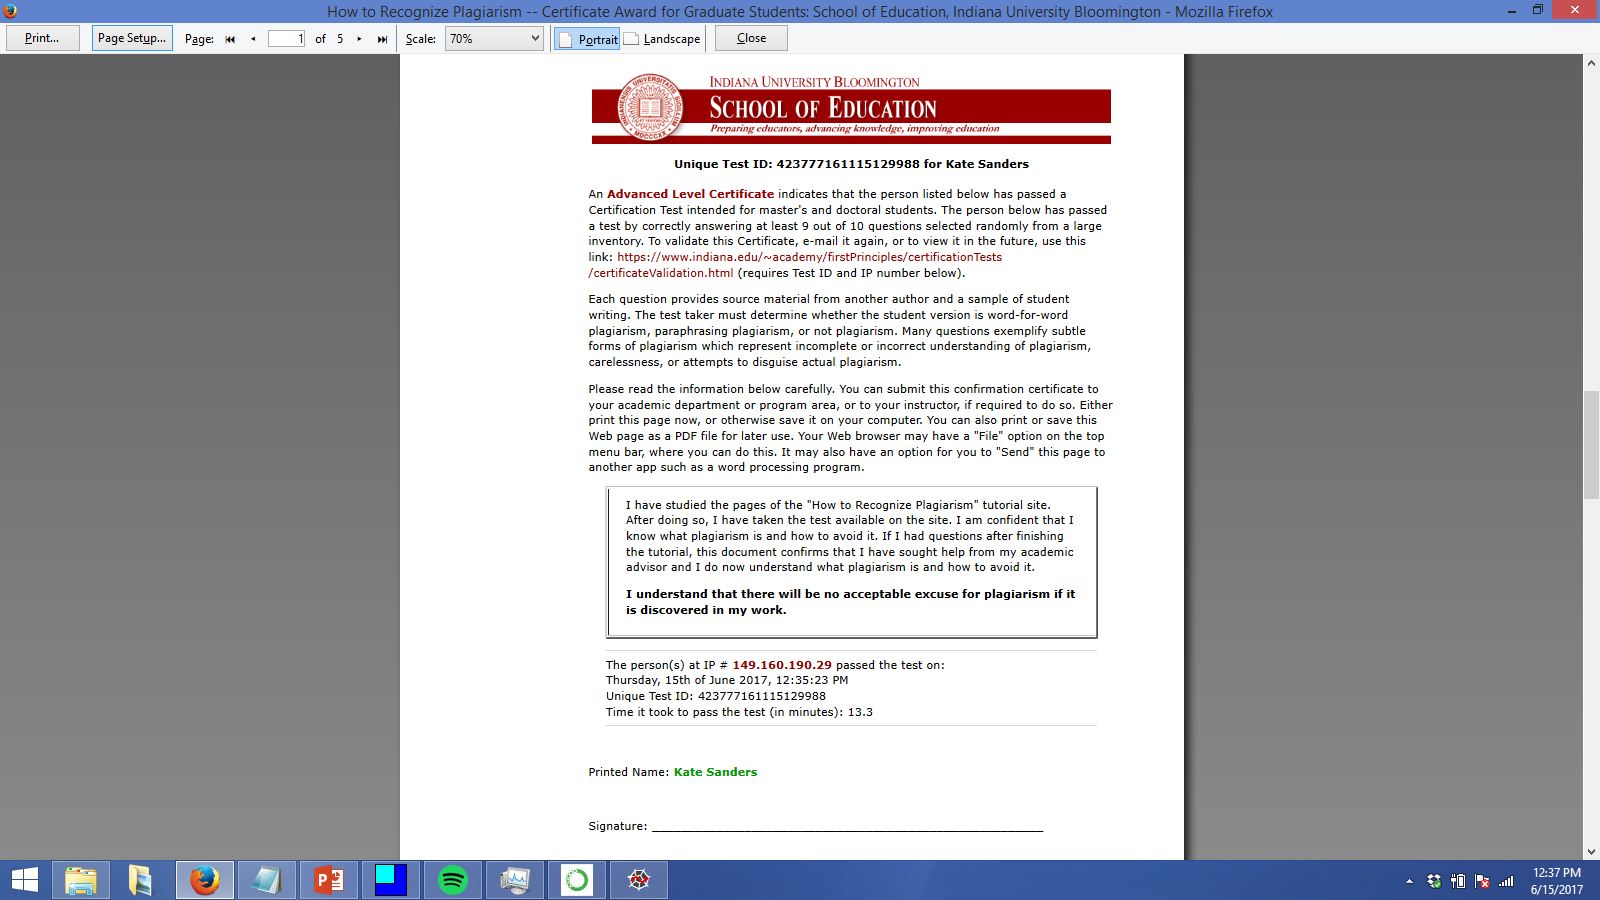 How to Recognize Plagiarism -- Certificate Award for Graduate Students: School of Education, Indiana University Bloomington - Mozilla Firefox
Print... Page Setup... Page: 1 of 5 Scale: 70% Portrait Landscape Close
INDIANA UNIVERSITY BLOOMINGTON
SCHOOL OF EDUCATION
Preparing educators, advancing knowledge, improving education
Unique Test ID: 423777161115129988 for Kate Sanders
An Advanced Level Certificate indicates that the person listed below has passed a
Certification Test intended for master's and doctoral students. The person below has passed
a test by correctly answering at least 9 out of 10 questions selected randomly from a large
inventory. To validate this Certificate, e-mail it again, or to view it in the future, use this
link: https://www.indiana.edu/~academy/firstPrinciples/certificationTests
/certificateValidation.html (requires Test ID and IP number below).
Each question provides source material from another author and a sample of student
writing. The test taker must determine whether the student version is word-for-word
plagiarism, paraphrasing plagiarism, or not plagiarism. Many questions exemplify subtle
forms of plagiarism which represent incomplete or incorrect understanding of plagiarism,
carelessness, or attempts to disguise actual plagiarism.
Please read the information below carefully. You can submit this confirmation certificate to
your academic department or program area, or to your instructor, if required to do so. Either
print this page now, or otherwise save it on your computer. You can also print or save this
Web page as a PDF file for later use. Your Web browser may have a "File" option on the top
menu bar, where you can do this. It may also have an option for you to "Send" this page to
another app such as a word processing program.
I have studied the pages of the "How to Recognize Plagiarism" tutorial site.
After doing so, I have taken the test available on the site. I am confident that I
know what plagiarism is and how to avoid it. If I had questions after finishing
the tutorial, this document confirms that I have sought help from my academic
advisor and I do now understand what plagiarism is and how to avoid it.
I understand that there will be no acceptable excuse for plagiarism if it
is discovered in my work.
The person(s) at IP # 149.160.190.29 passed the test on:
Thursday, 15th of June 2017, 12:35:23 PM
Unique Test ID: 423777161115129988
Time it took to pass the test (in minutes): 13.3
Printed Name: Kate Sanders
Signature:
12:37 PM
6/15/2017